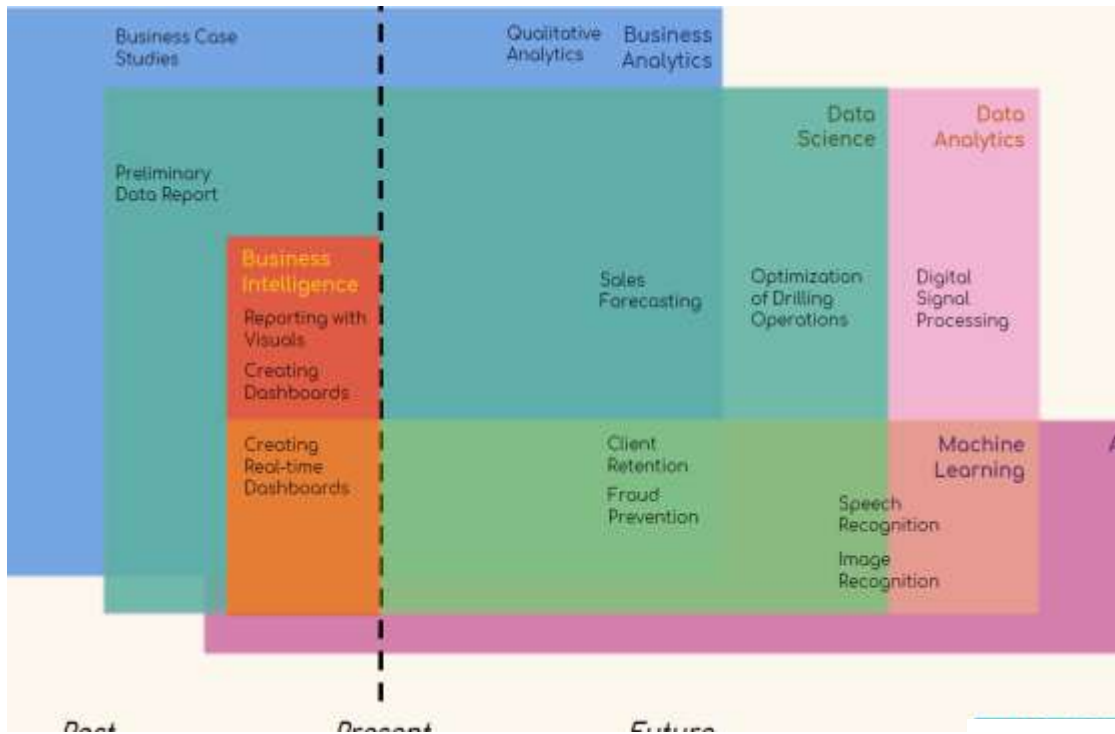 Business Case
Studies
Qualitative
Analytics
Business
Analytics
Data
Science
Data
Analytics
Preliminary
Data Report
Business
Intelligence
Reporting with
Visuals
Creating
Dashboards
Sales
Forecasting
Optimization
of Drilling
Operations
Digital
Signal
Processing
Creating
Real-time
Dashboards
Client
Retention
Fraud
Prevention
Machine
Learning
A
Speech
Recognition
Image
Recognition
Past
Present
Future